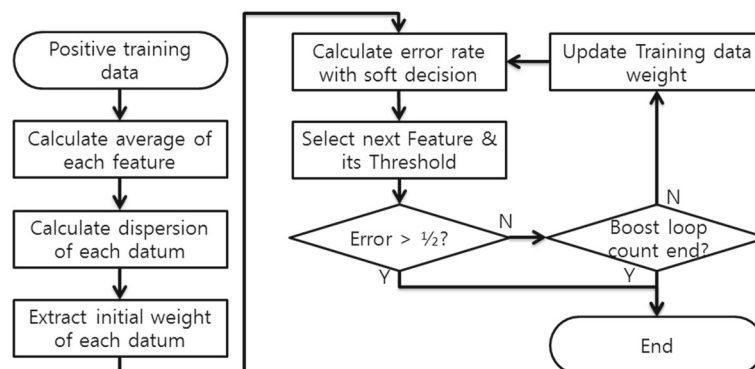 Positive training
data
Calculate average of
each feature
Calculate dispersion
of each datum
Extract initial weight
of each datum
Calculate error rate
with soft decision
Select next Feature &
its Threshold
Error > ½?
N
Y
Update Training data
weight
N
Boost loop
count end?
Y
End